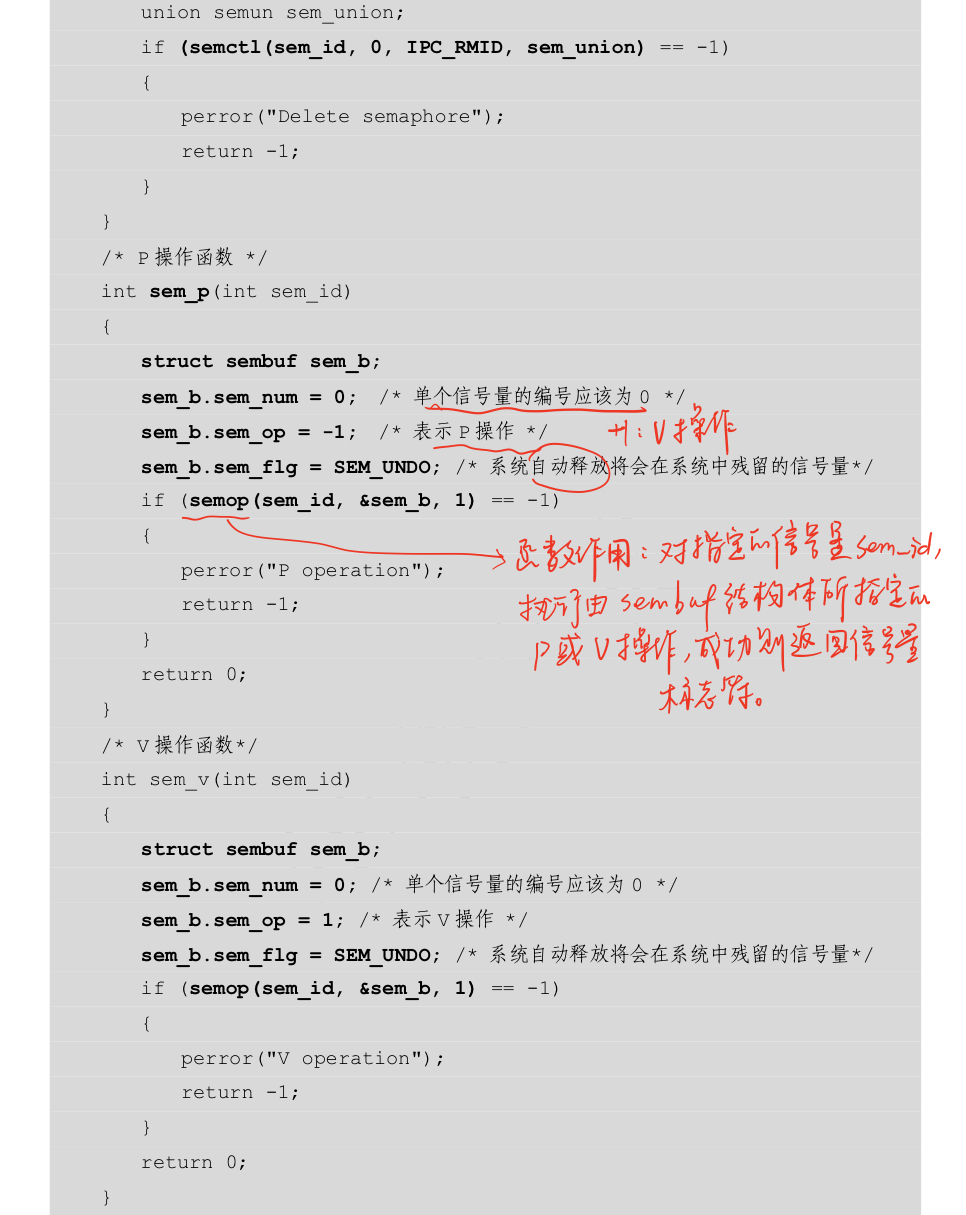 union semun sem_union;
if (semctl(sem_id, 0, IPC_RMID, sem_union) == -1)
{
perror("Delete semaphore");
return -1;
}
}
/* P 操作函数 */
int sem_p(int sem_id)
{
struct sembuf sem_b;
sem_b.sem_num = 0; /* 单个信号量的编号应该为 0 */
sem_b.sem_op = -1; /* 表示 P 操作 */ +1:V操作
sem_b.sem_flg = SEM_UNDO; /* 系统自动释放将会在系统中残留的信号量*/
if (semop(sem_id, &sem_b, 1) == -1)
{
函数作用:对指定的信号量sem_id,
perror("P operation");
return -1;
执行由sembuf结构体所指定的
}
P或V操作,成功则返回信号量
return 0;
标志符。
}
/* V 操作函数*/
int sem_v(int sem_id)
{
struct sembuf sem_b;
sem_b.sem_num = 0; /* 单个信号量的编号应该为 0 */
sem_b.sem_op = 1; /* 表示 V 操作 */
sem_b.sem_flg = SEM_UNDO; /* 系统自动释放将会在系统中残留的信号量*/
if (semop(sem_id, &sem_b, 1) == -1)
{
perror("V operation");
return -1;
}
return 0;
}